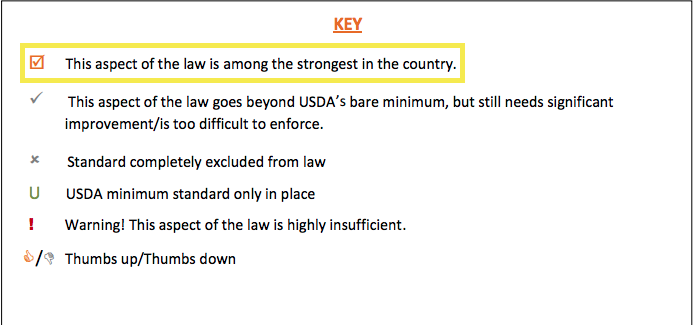 KEY
☑ This aspect of the law is among the strongest in the country.
✓ This aspect of the law goes beyond USDA's bare minimum, but still needs significant
improvement/is too difficult to enforce.
× Standard completely excluded from law
U USDA minimum standard only in place
! Warning! This aspect of the law is highly insufficient.
👍/👎 Thumbs up/Thumbs down